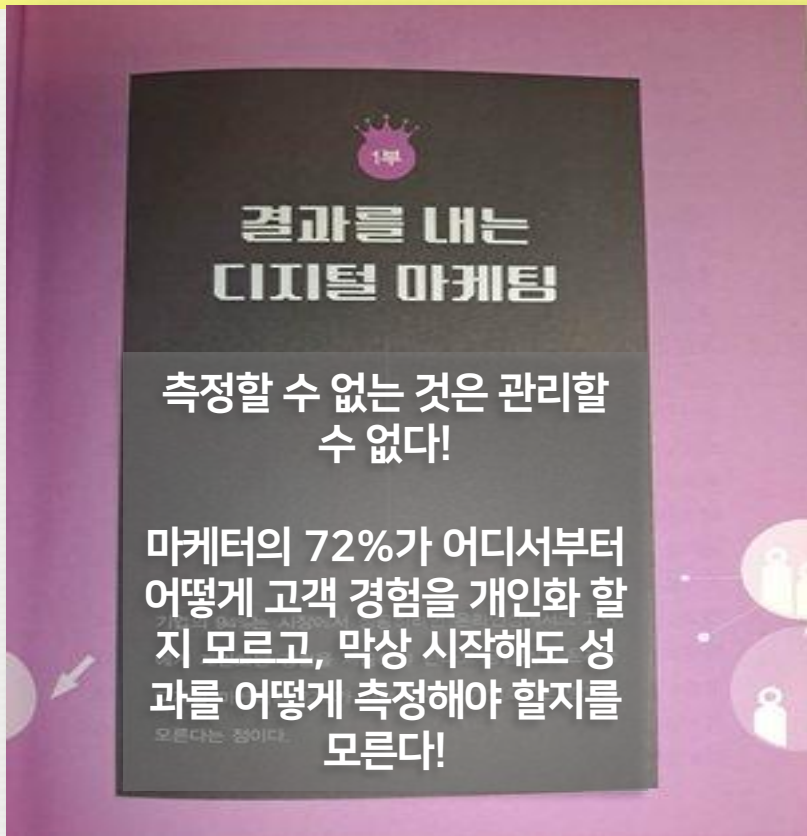 1부
결과를 내는
디지털 마케팅
측정할 수 없는 것은 관리할
수 없다!
마케터의 72%가 어디서부터
어떻게 고객 경험을 개인화 할
지 모르고, 막상 시작해도 성
과를 어떻게 측정해야 할지를
모른다!
모른다는 점이다.